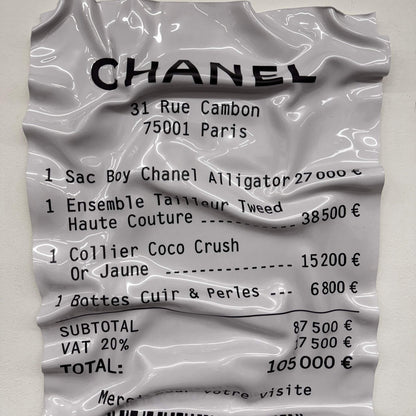 CHANEL
31 Rue Cambon
75001 Paris
1 Sac Boy Chanel Alligator 27 000 €
1 Ensemble Tailleur Tweed
Haute Couture ---------- 38 500 €
1 Collier Coco Crush
Or Jaune -------------- 15 200 €
1 Bottes Cuir & Perles --- 6 800 €
SUBTOTAL 87 500 €
VAT 20% 17 500 €
TOTAL: 105 000 €
Merci pour votre visite